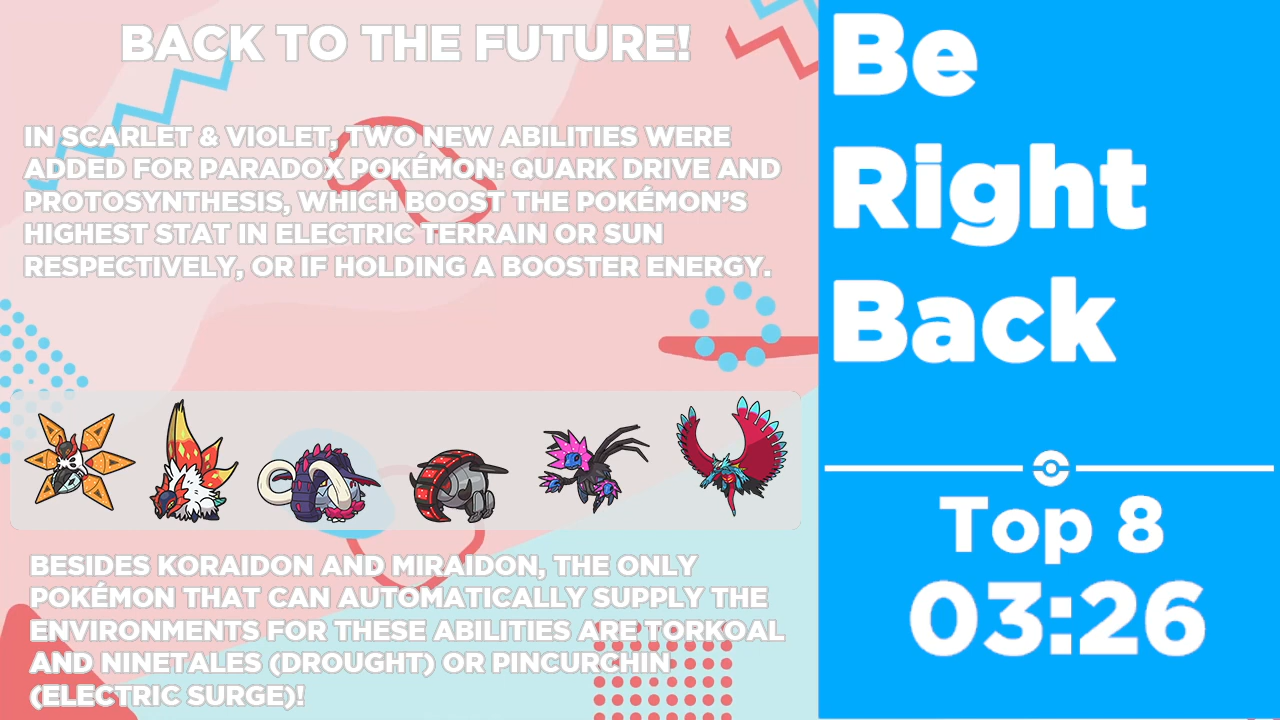 BACK TO THE FUTURE!
IN SCARLET & VIOLET, TWO NEW ABILITIES WERE
ADDED FOR PARADOX POKÉMON: QUARK DRIVE AND
PROTOSYNTHESIS, WHICH BOOST THE POKÉMON'S
HIGHEST STAT IN ELECTRIC TERRAIN OR SUN
RESPECTIVELY, OR IF HOLDING A BOOSTER ENERGY.
BESIDES KORAIDON AND MIRAIDON, THE ONLY
POKÉMON THAT CAN AUTOMATICALLY SUPPLY THE
ENVIRONMENTS FOR THESE ABILITIES ARE TORKOAL
AND NINETALES (DROUGHT) OR PINCURCHIN
(ELECTRIC SURGE)!
Be
Right
Back
Top 8
03:26